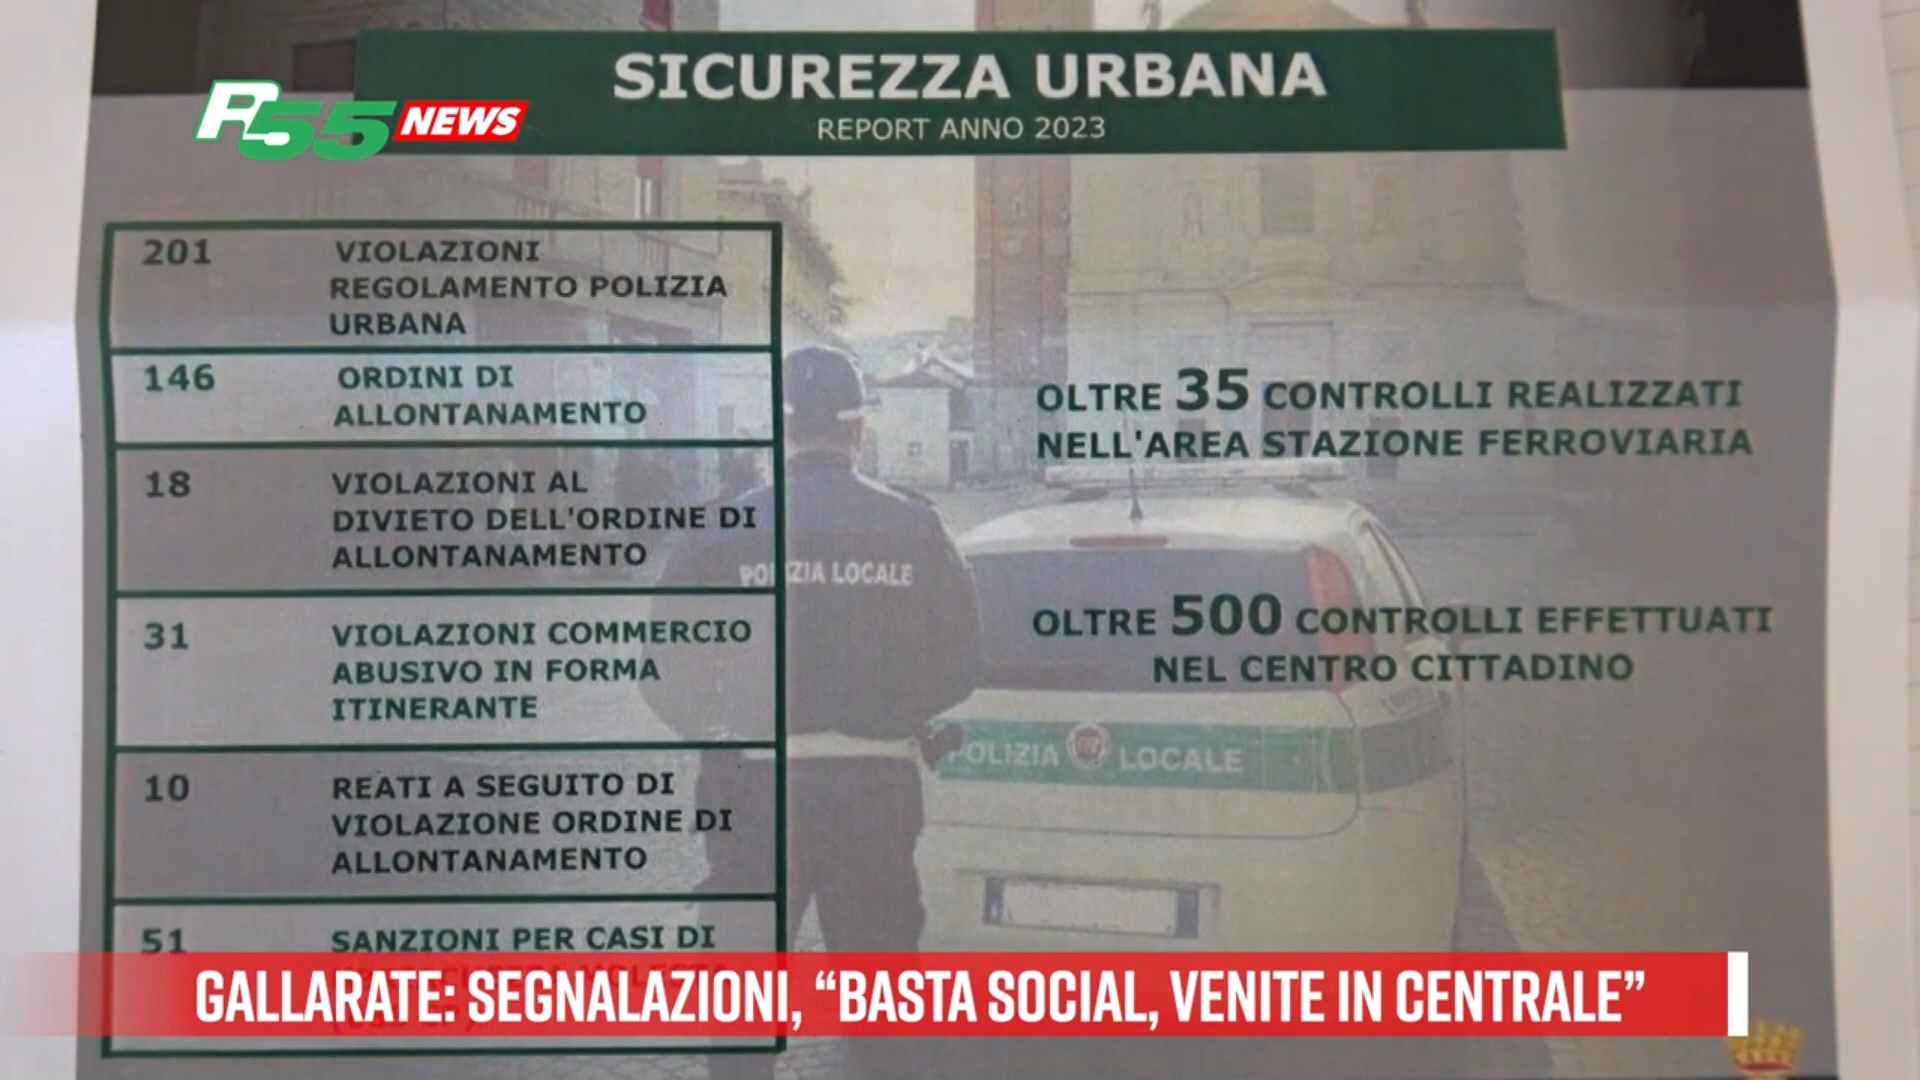 SICUREZZA URBANA
REPORT ANNO 2023
R55 NEWS
201 VIOLAZIONI
REGOLAMENTO POLIZIA
URBANA
146 ORDINI DI
ALLONTANAMENTO
18 VIOLAZIONI AL
DIVIETO DELL'ORDINE DI
ALLONTANAMENTO
31 VIOLAZIONI COMMERCIO
ABUSIVO IN FORMA
ITINERANTE
10 REATI A SEGUITO DI
VIOLAZIONE ORDINE DI
ALLONTANAMENTO
51 SANZIONI PER CASI DI
OLTRE 35 CONTROLLI REALIZZATI
NELL'AREA STAZIONE FERROVIARIA
OLTRE 500 CONTROLLI EFFETTUATI
NEL CENTRO CITTADINO
POLIZIA LOCALE
POLIZIA LOCALE
GALLARATE: SEGNALAZIONI, “BASTA SOCIAL, VENITE IN CENTRALE”